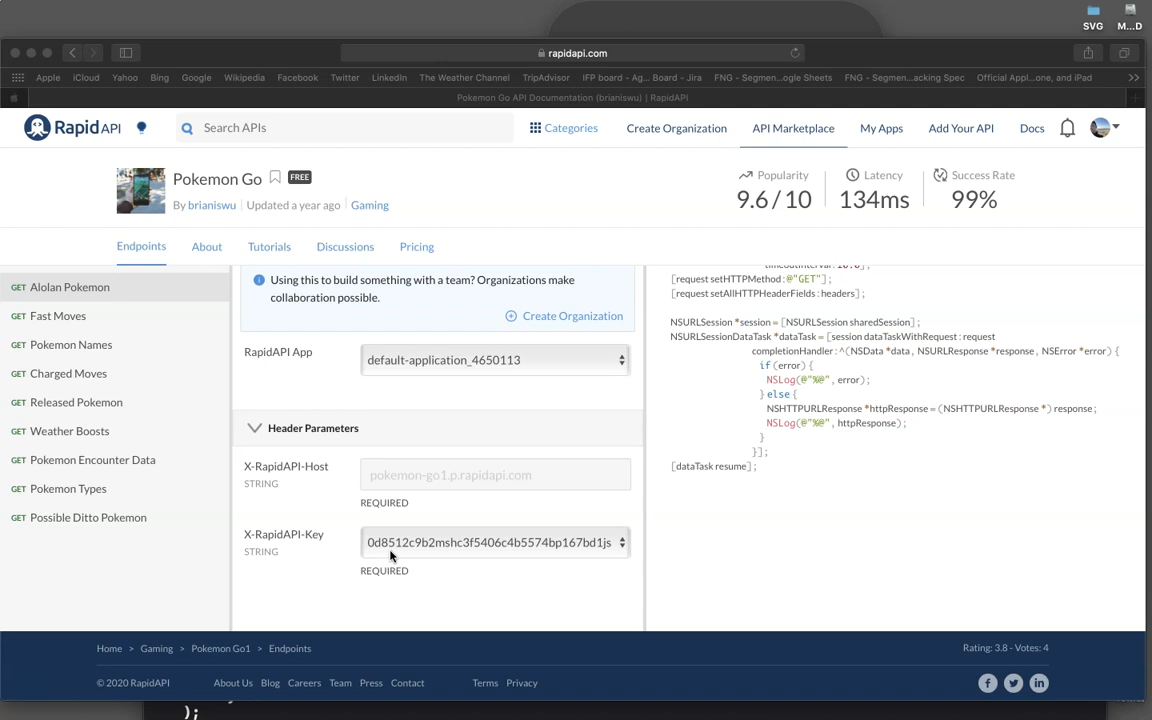 SVG M...D
rapidapi.com
Apple iCloud Yahoo Bing Google Wikipedia Facebook Twitter LinkedIn The Weather Channel TripAdvisor IFP board - Ag... Board - Jira FNG - Segmen...ogle Sheets FNG - Segmen...acking Spec Official Appl...one, and iPad
Pokemon Go API Documentation (brianiswu) | RapidAPI
Rapid API Search APIs Categories Create Organization API Marketplace My Apps Add Your API Docs
Pokemon Go FREE
By brianiswu Updated a year ago Gaming
Popularity Latency Success Rate
9.6 / 10 134ms 99%
Endpoints About Tutorials Discussions Pricing
GET Alolan Pokemon
GET Fast Moves
GET Pokemon Names
GET Charged Moves
GET Released Pokemon
GET Weather Boosts
GET Pokemon Encounter Data
GET Pokemon Types
GET Possible Ditto Pokemon
Using this to build something with a team? Organizations make
collaboration possible.
Create Organization
RapidAPI App default-application_4650113
Header Parameters
X-RapidAPI-Host pokemon-go1.p.rapidapi.com
STRING
REQUIRED
X-RapidAPI-Key 0d8512c9b2mshc3f5406c4b5574bp167bd1js
STRING
REQUIRED
timeoutInterval:10.0];
[request setHTTPMethod:@"GET"];
[request setAllHTTPHeaderFields:headers];
NSURLSession *session = [NSURLSession sharedSession];
NSURLSessionDataTask *dataTask = [session dataTaskWithRequest:request
completionHandler:^(NSData *data, NSURLResponse *response, NSError *error) {
if (error) {
NSLog(@"%@", error);
} else {
NSHTTPURLResponse *httpResponse = (NSHTTPURLResponse *) response;
NSLog(@"%@", httpResponse);
}
}];
[dataTask resume];
Home > Gaming > Pokemon Go1 > Endpoints Rating: 3.8 - Votes: 4
© 2020 RapidAPI About Us Blog Careers Team Press Contact Terms Privacy
);